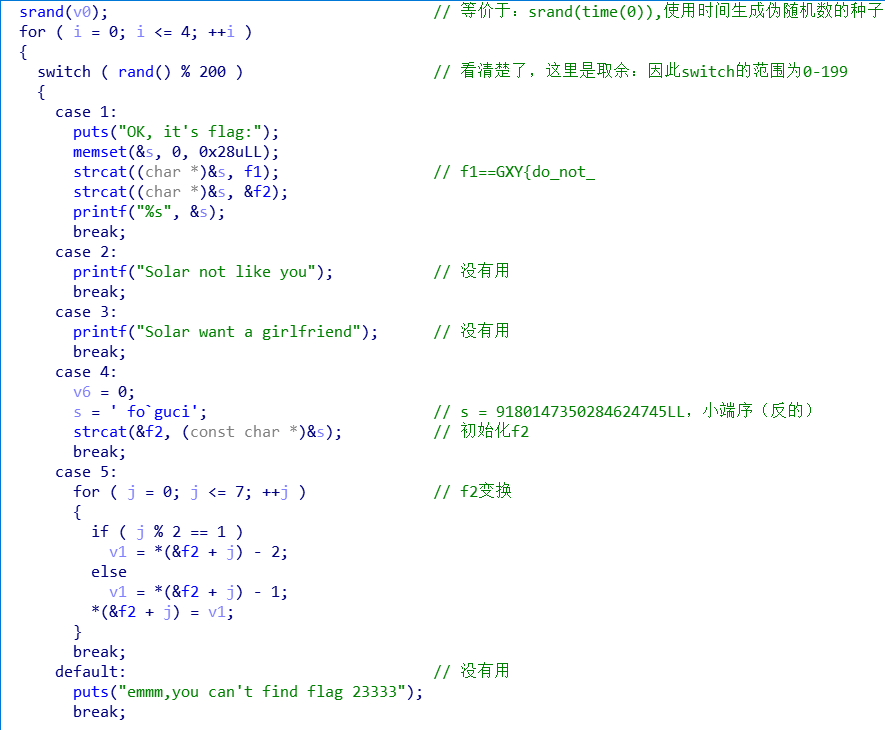 srand(v0); // 等价于：srand(time(0)),使用时间生成伪随机数的种子
for ( i = 0; i <= 4; ++i )
{
switch ( rand() % 200 ) // 看清楚了，这里是取余：因此switch的范围为0-199
{
case 1:
puts("OK, it's flag:");
memset(&s, 0, 0x28uLL);
strcat((char *)&s, f1); // f1==GXY{do_not_
strcat((char *)&s, &f2);
printf("%s", &s);
break;
case 2:
printf("Solar not like you"); // 没有用
break;
case 3:
printf("Solar want a girlfriend"); // 没有用
break;
case 4:
v6 = 0;
s = ' fo`guci'; // s = 9180147350284624745LL，小端序（反的）
strcat(&f2, (const char *)&s); // 初始化f2
break;
case 5:
for ( j = 0; j <= 7; ++j ) // f2变换
{
if ( j % 2 == 1 )
v1 = *(&f2 + j) - 2;
else
v1 = *(&f2 + j) - 1;
*(&f2 + j) = v1;
}
break;
default: // 没有用
puts("emmm,you can't find flag 23333");
break;